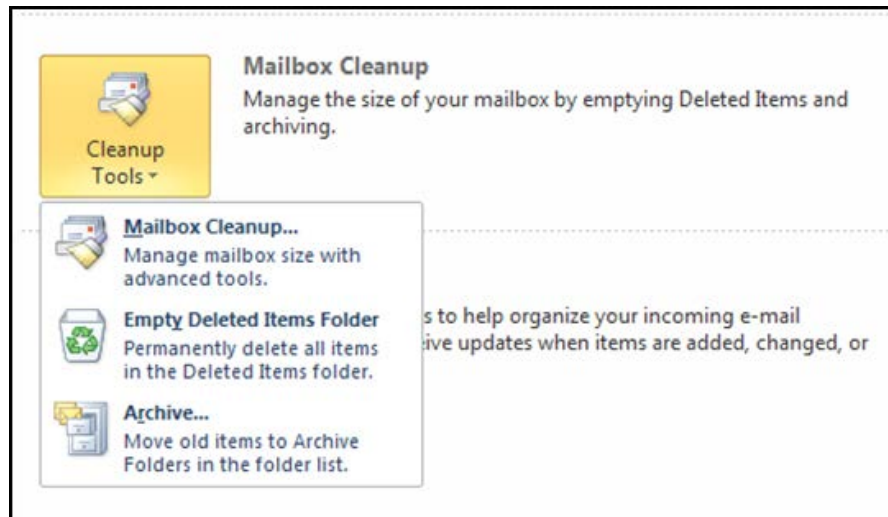 Mailbox Cleanup
Manage the size of your mailbox by emptying Deleted Items and
archiving.
Cleanup
Tools
Mailbox Cleanup...
Manage mailbox size with
advanced tools.
Empty Deleted Items Folder
Permanently delete all items
in the Deleted Items folder.
Archive...
Move old items to Archive
Folders in the folder list.
to help organize your incoming e-mail
updates when items are added, changed, or